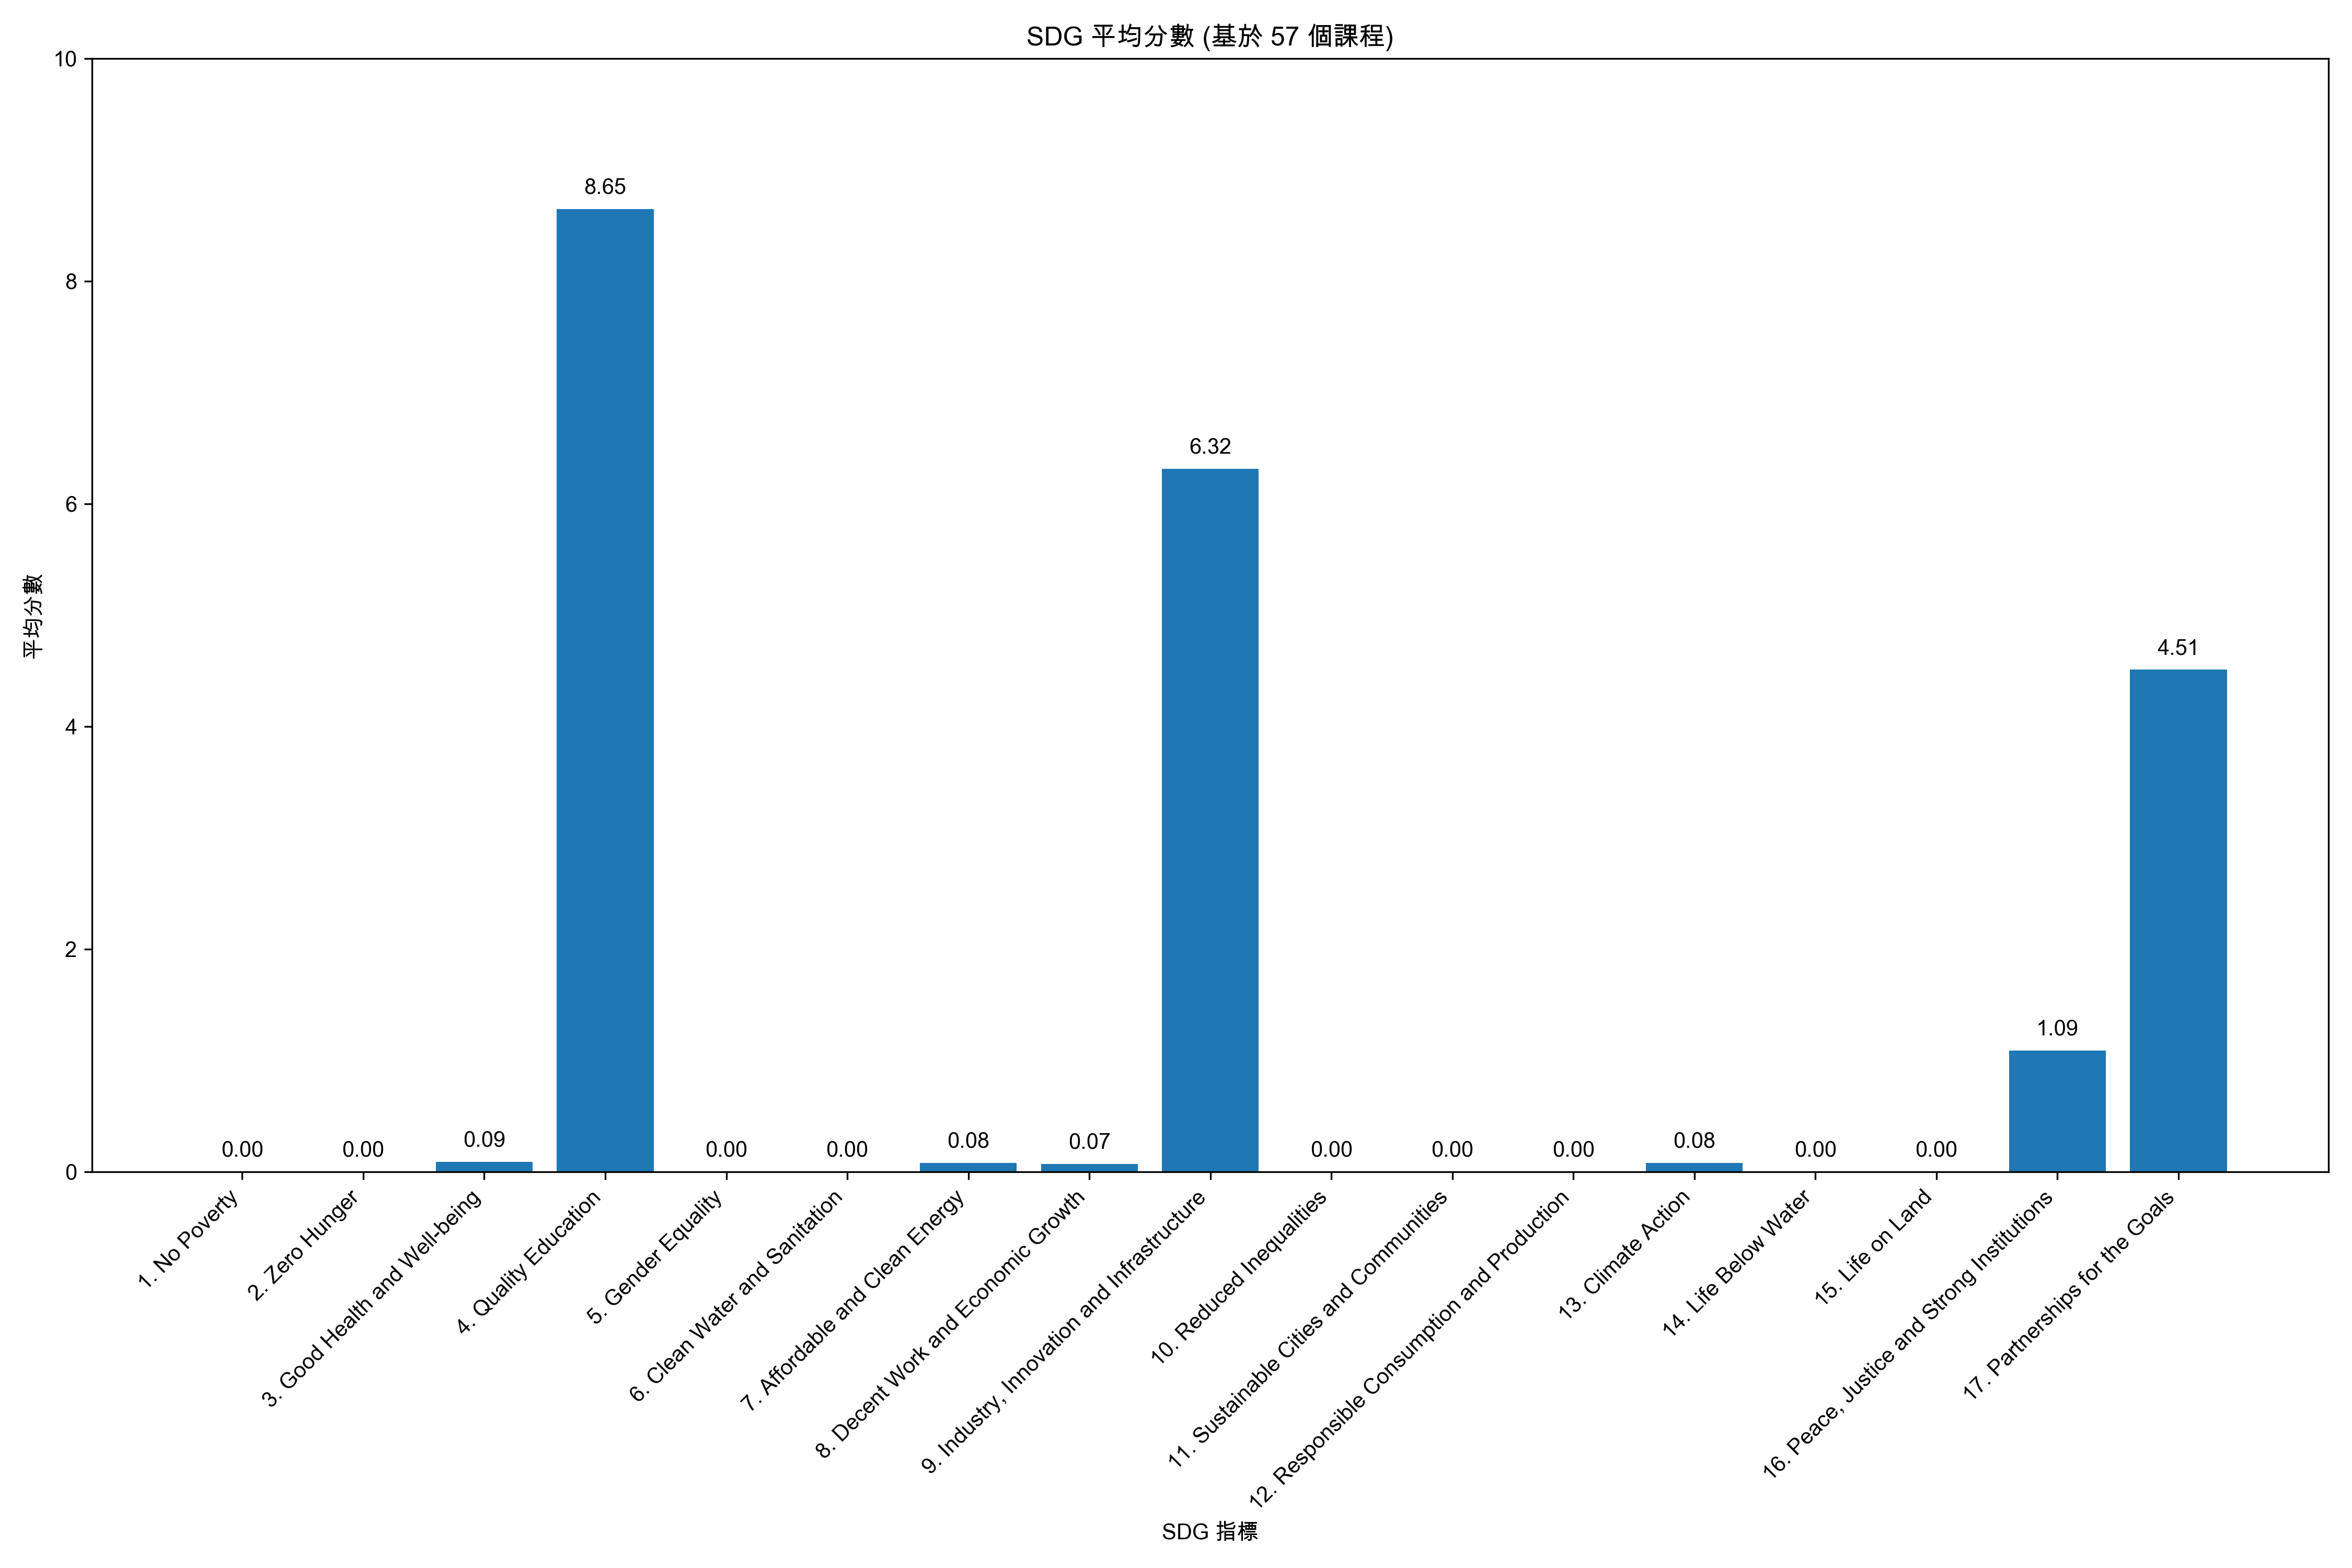 SDG 平均分數 (基於 57 個課程)
平均分數
10
8
6
4
2
0
0.00
0.00
0.09
8.65
0.00
0.00
0.08
0.07
6.32
0.00
0.00
0.00
0.08
0.00
0.00
1.09
4.51
1. No Poverty
2. Zero Hunger
3. Good Health and Well-being
4. Quality Education
5. Gender Equality
6. Clean Water and Sanitation
7. Affordable and Clean Energy
8. Decent Work and Economic Growth
9. Industry, Innovation and Infrastructure
10. Reduced Inequalities
11. Sustainable Cities and Communities
12. Responsible Consumption and Production
13. Climate Action
14. Life Below Water
15. Life on Land
16. Peace, Justice and Strong Institutions
17. Partnerships for the Goals
SDG 指標